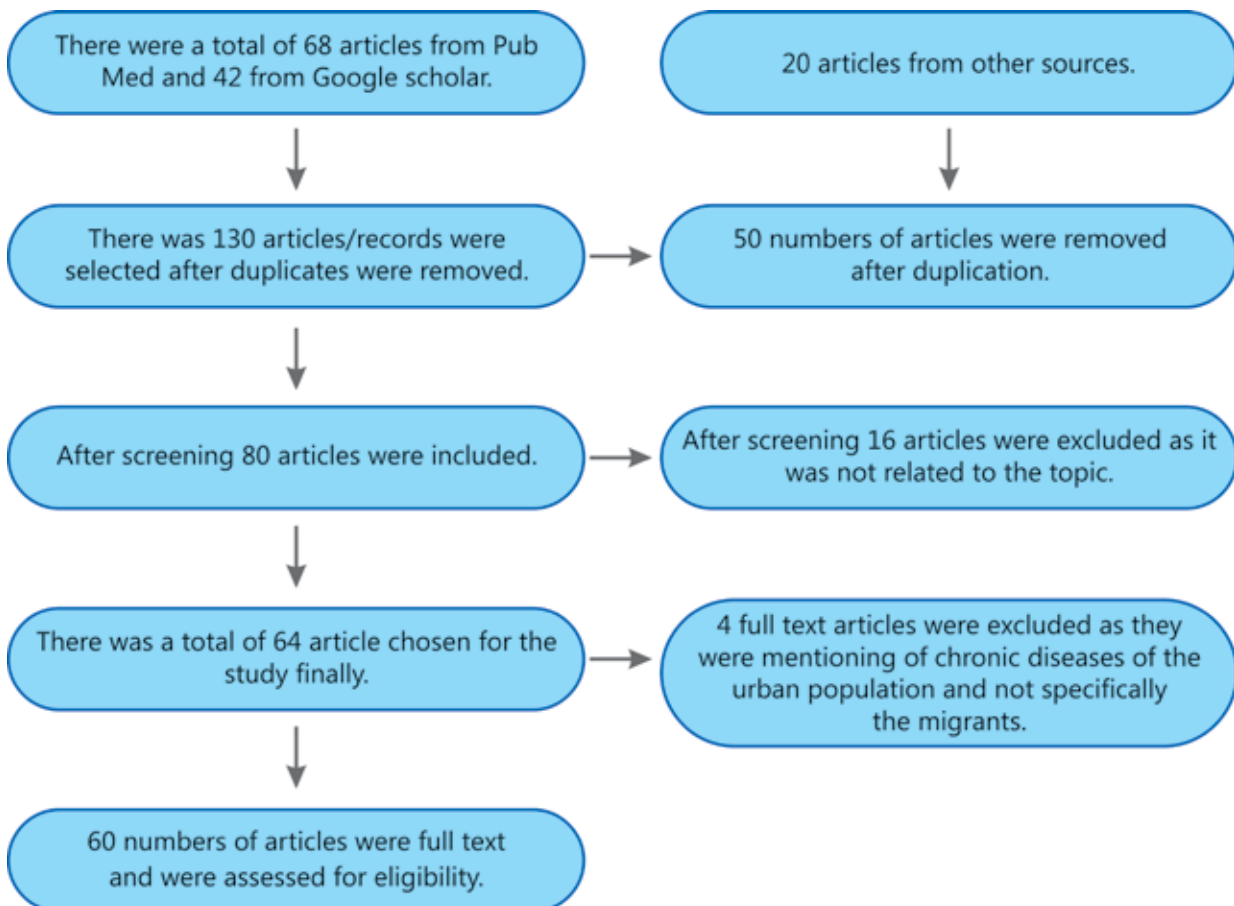 There were a total of 68 articles from Pub
Med and 42 from Google scholar.
20 articles from other sources.
There was 130 articles/records were
selected after duplicates were removed.
50 numbers of articles were removed
after duplication.
After screening 80 articles were included.
After screening 16 articles were excluded as it
was not related to the topic.
There was a total of 64 article chosen for the
study finally.
4 full text articles were excluded as they
were mentioning of chronic diseases of the
urban population and not specifically
the migrants.
60 numbers of articles were full text
and were assessed for eligibility.